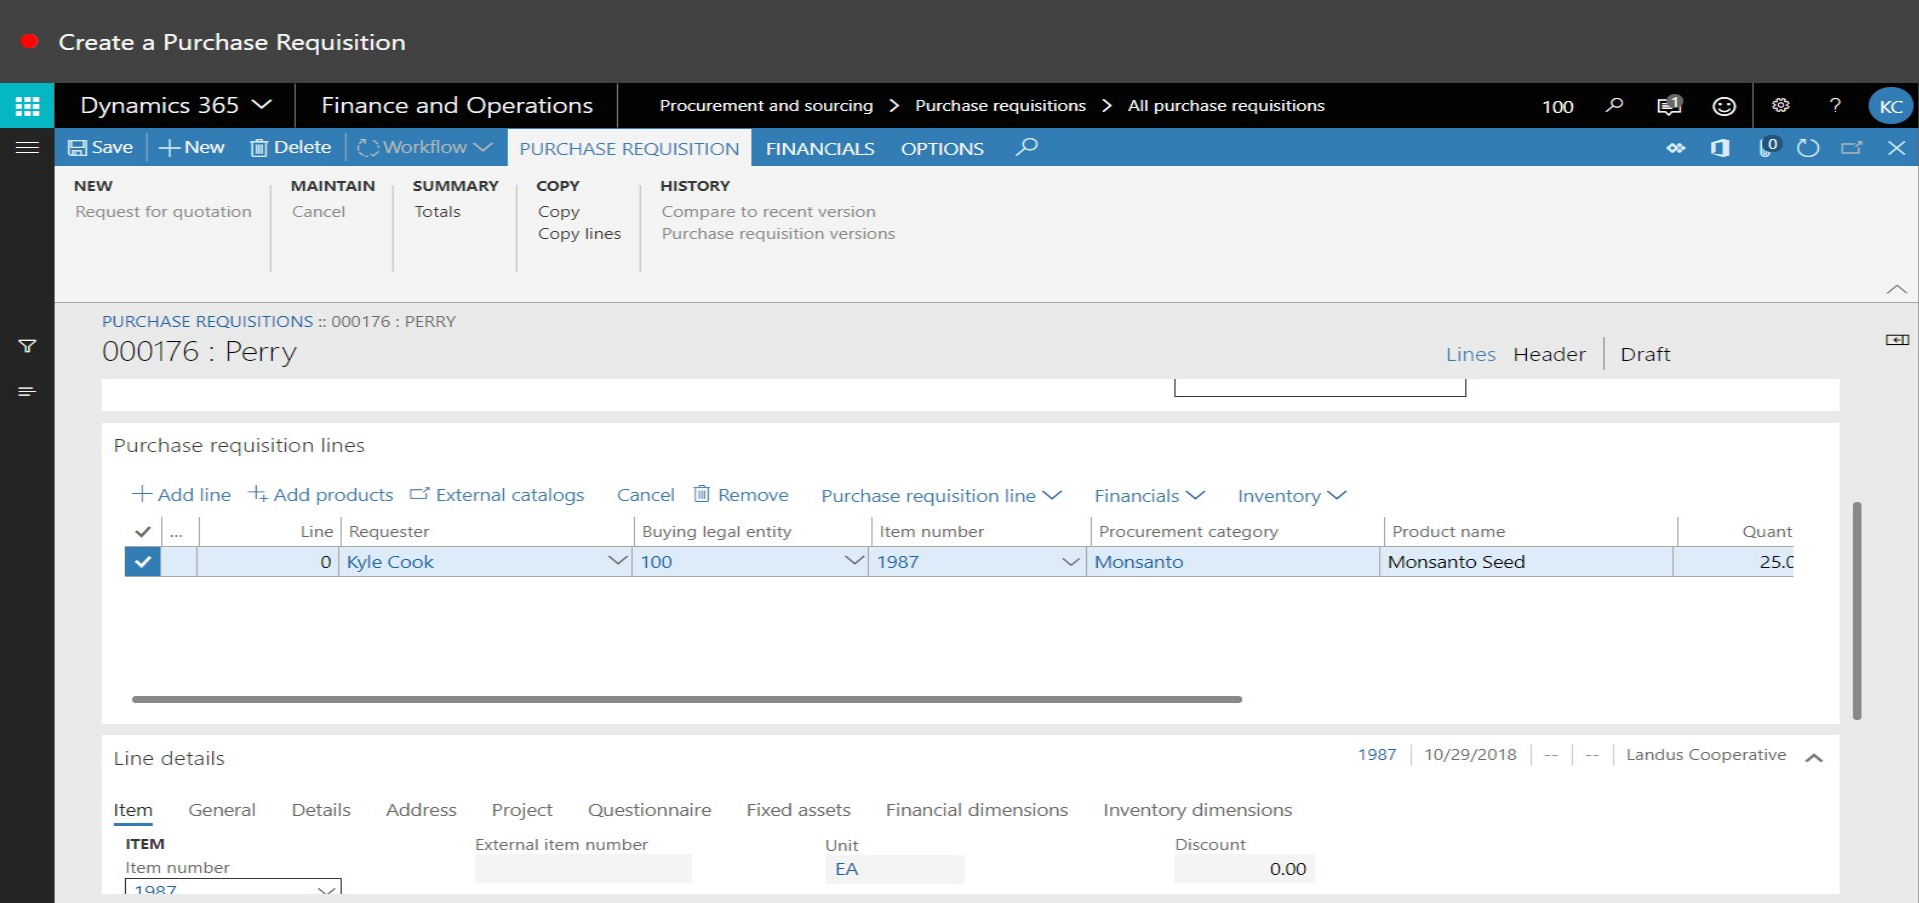 Create a Purchase Requisition
Dynamics 365 Finance and Operations Procurement and sourcing > Purchase requisitions > All purchase requisitions 100 1 ? KC
Save New Delete Workflow PURCHASE REQUISITION FINANCIALS OPTIONS 0
NEW MAINTAIN SUMMARY COPY HISTORY
Request for quotation Cancel Totals Copy Compare to recent version
Copy lines Purchase requisition versions
PURCHASE REQUISITIONS :: 000176 : PERRY
000176 : Perry Lines Header Draft
Purchase requisition lines
Add line Add products External catalogs Cancel Remove Purchase requisition line Financials Inventory
... Line Requester Buying legal entity Item number Procurement category Product name Quant
0 Kyle Cook 100 1987 Monsanto Monsanto Seed 25.0
Line details 1987 10/29/2018 -- -- Landus Cooperative
Item General Details Address Project Questionnaire Fixed assets Financial dimensions Inventory dimensions
ITEM External item number Unit Discount
Item number EA 0.00
1987